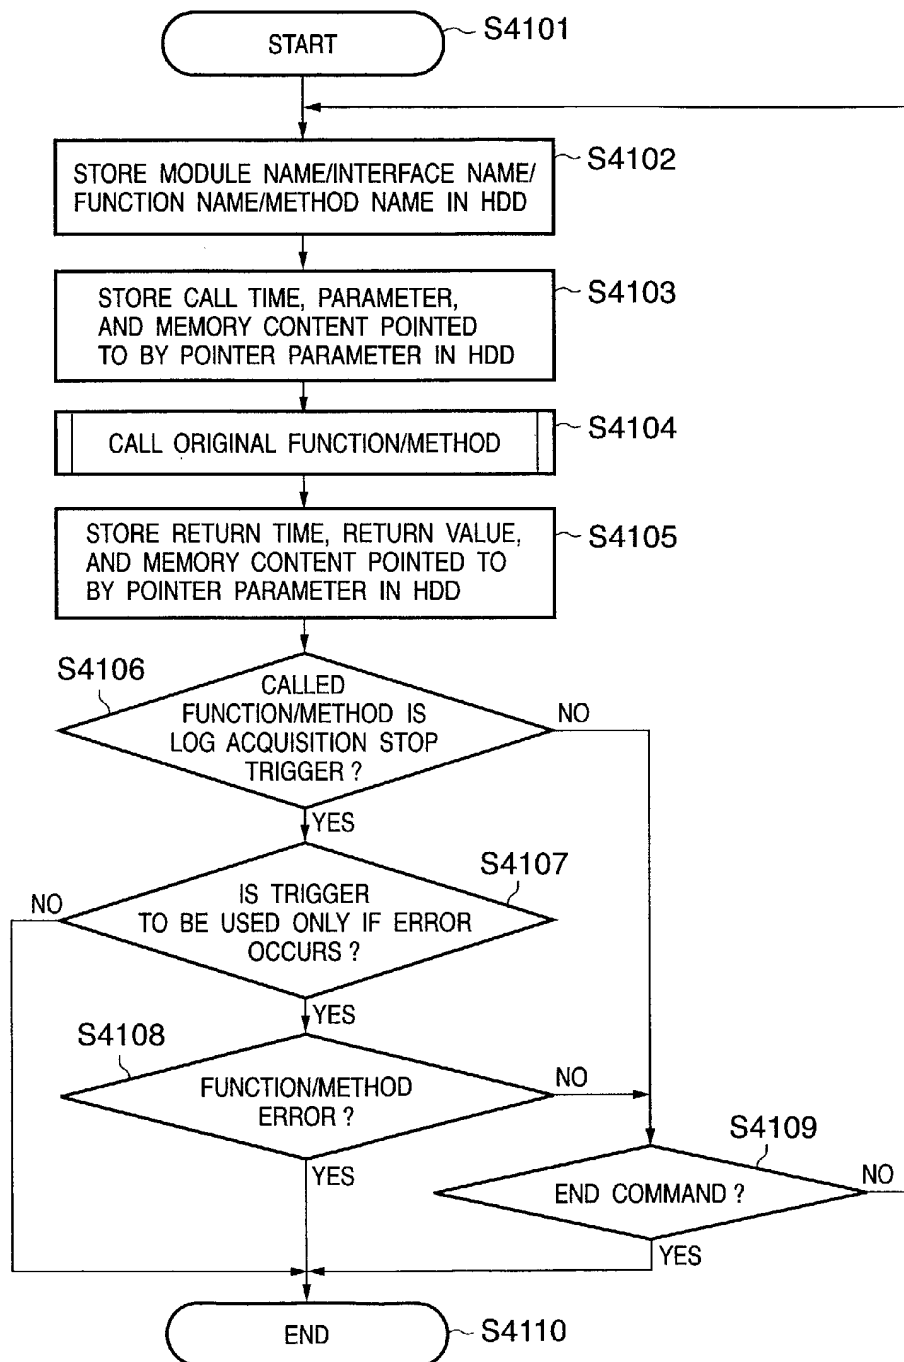 START
S4101
STORE MODULE NAME/INTERFACE NAME/
FUNCTION NAME/METHOD NAME IN HDD
S4102
STORE CALL TIME, PARAMETER,
AND MEMORY CONTENT POINTED
TO BY POINTER PARAMETER IN HDD
S4103
CALL ORIGINAL FUNCTION/METHOD
S4104
STORE RETURN TIME, RETURN VALUE,
AND MEMORY CONTENT POINTED TO
BY POINTER PARAMETER IN HDD
S4105
S4106
CALLED
FUNCTION/METHOD IS
LOG ACQUISITION STOP
TRIGGER ?
NO
YES
S4107
NO
IS TRIGGER
TO BE USED ONLY IF ERROR
OCCURS ?
YES
S4108
FUNCTION/METHOD
ERROR ?
NO
YES
S4109
END COMMAND ?
NO
YES
END
S4110